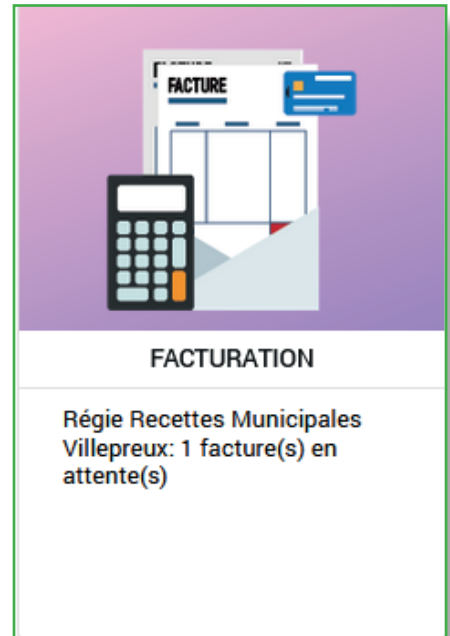 FACTURE
FACTURATION
Régie Recettes Municipales
Villepreux: 1 facture(s) en
attente(s)